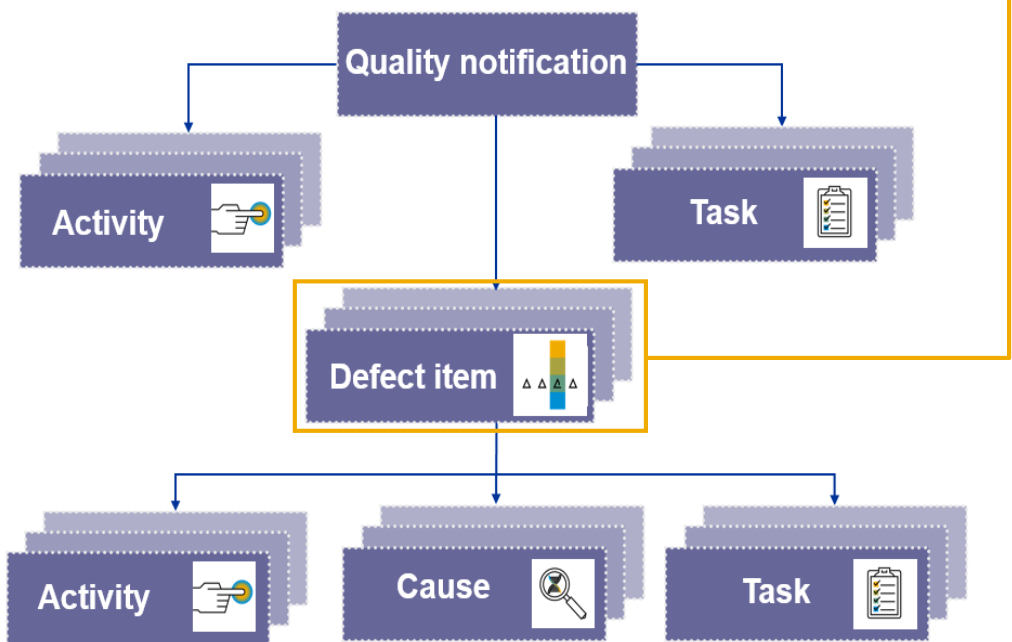 Quality notification
Activity
Task
Defect item
Activity
Cause
Task